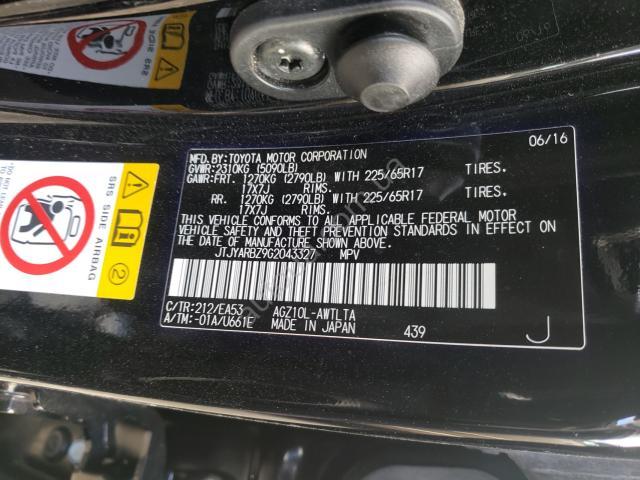 06/16
MFD.BY:TOYOTA MOTOR CORPORATION
GVWR:2310KG (5090LB)
GAWR:FRT. 1270KG (2790LB) WITH 225/65R17 TIRES.
17X7J RIMS.
RR. 1270KG (2790LB) WITH 225/65R17 TIRES.
17X7J RIMS.
THIS VEHICLE CONFORMS TO ALL APPLICABLE FEDERAL MOTOR
VEHICLE SAFETY AND THEFT PREVENTION STANDARDS IN EFFECT ON
THE DATE OF MANUFACTURE SHOWN ABOVE.
JTJYARBZ9G2043327 MPV
C/TR:212/EA53 AGZ10L-AWTLTA
A/TM:-01A/U661E MADE IN JAPAN 439 J
SRS SIDE AIRBAG
2
SRS SIDE